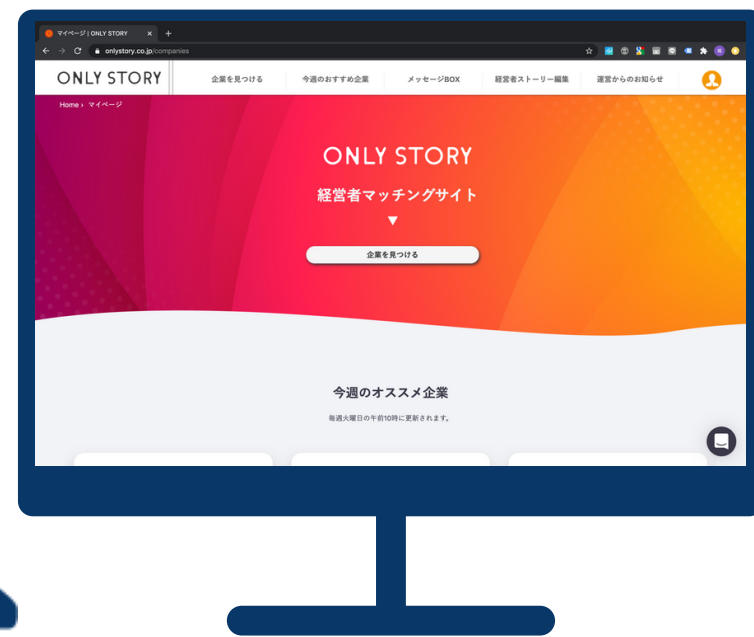 マイページ | ONLY STORY
onlystory.co.jp/companies
ONLY STORY
企業を見つける
今週のおすすめ企業
メッセージBOX
経営者ストーリー編集
運営からのお知らせ
Home › マイページ
ONLY STORY
経営者マッチングサイト
▼
企業を見つける
今週のオススメ企業
毎週火曜日の午前10時に更新されます。